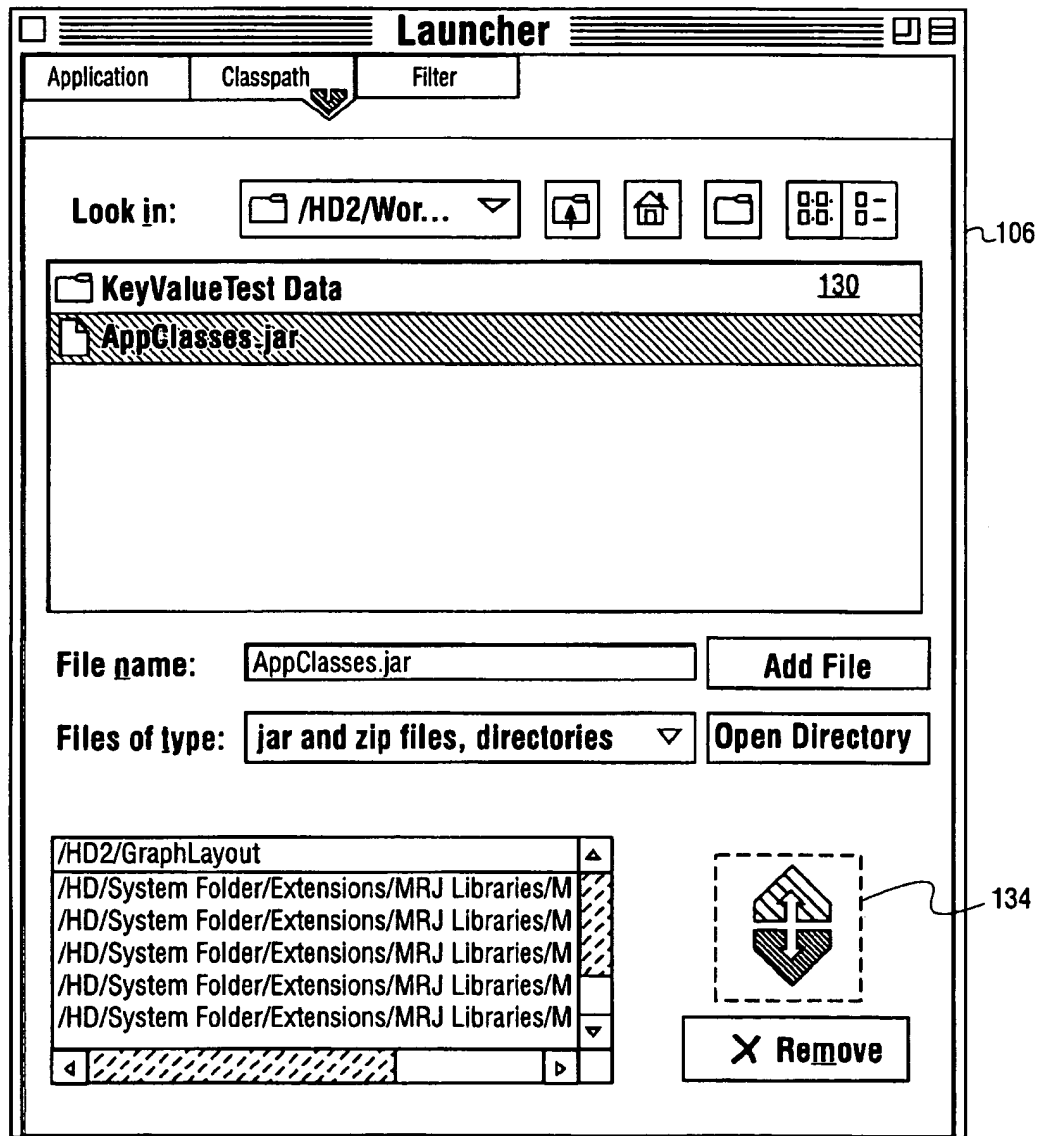 Launcher
Application Classpath Filter
Look in: /HD2/Wor...
106
KeyValueTest Data 130
AppClasses.jar
File name: AppClasses.jar Add File
Files of type: jar and zip files, directories Open Directory
/HD2/GraphLayout
/HD/System Folder/Extensions/MRJ Libraries/M
/HD/System Folder/Extensions/MRJ Libraries/M
/HD/System Folder/Extensions/MRJ Libraries/M
/HD/System Folder/Extensions/MRJ Libraries/M
/HD/System Folder/Extensions/MRJ Libraries/M
134
X Remove